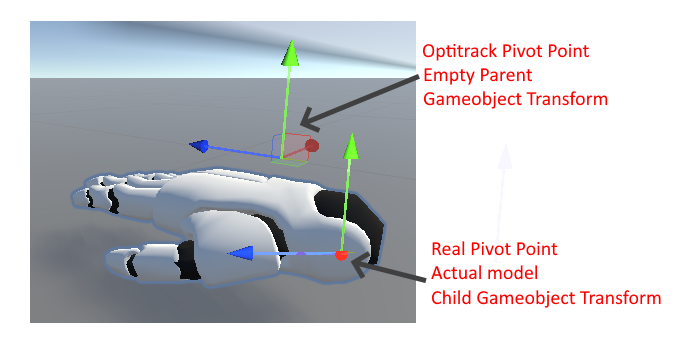 Optitrack Pivot Point
Empty Parent
Gameobject Transform
Real Pivot Point
Actual model
Child Gameobject Transform